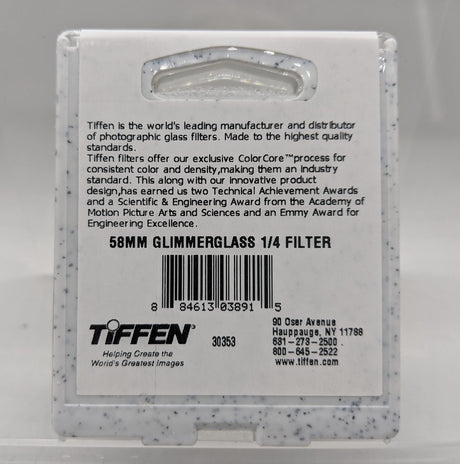 Tiffen is the world's leading manufacturer and distributor
of photographic glass filters. Made to the highest quality
standards.
Tiffen filters offer our exclusive ColorCore™process for
consistent color and density,making them an industry
standard. This along with our innovative product
design,has earned us two Technical Achievement Awards
and a Scientific & Engineering Award from the Academy of
Motion Picture Arts and Sciences and an Emmy Award for
Engineering Excellence.
58MM GLIMMERGLASS 1/4 FILTER
8 84613 03891 5
TIFFEN®
Helping Create the
World's Greatest Images
30353
90 Oser Avenue
Hauppauge, NY 11788
631-273-2500
800-645-2522
www.tiffen.com